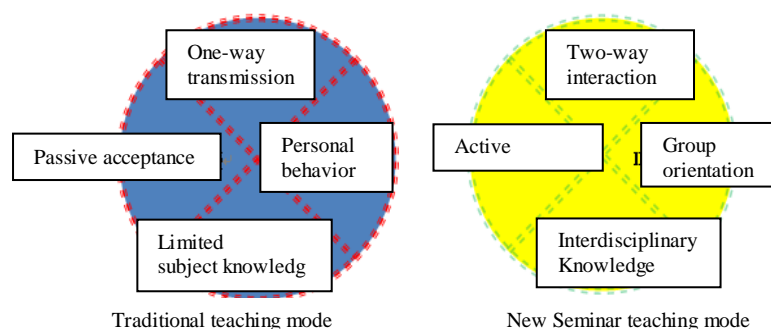 One-way
transmission
Passive acceptance
Personal
behavior
Limited
subject knowledg
Traditional teaching mode
Two-way
interaction
Active
Group
orientation
Interdisciplinary
Knowledge
New Seminar teaching mode